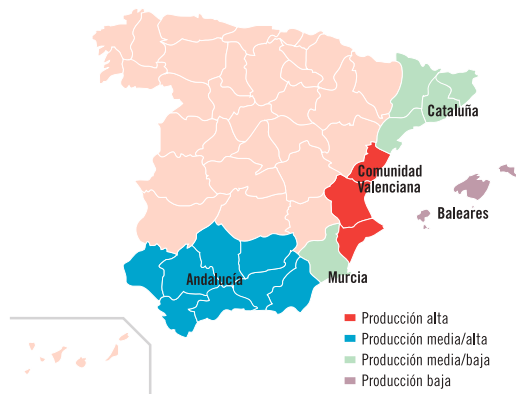 Cataluña
Comunidad
Valenciana
Baleares
Andalucía
Murcia
Producción alta
Producción media/alta
Producción media/baja
Producción baja